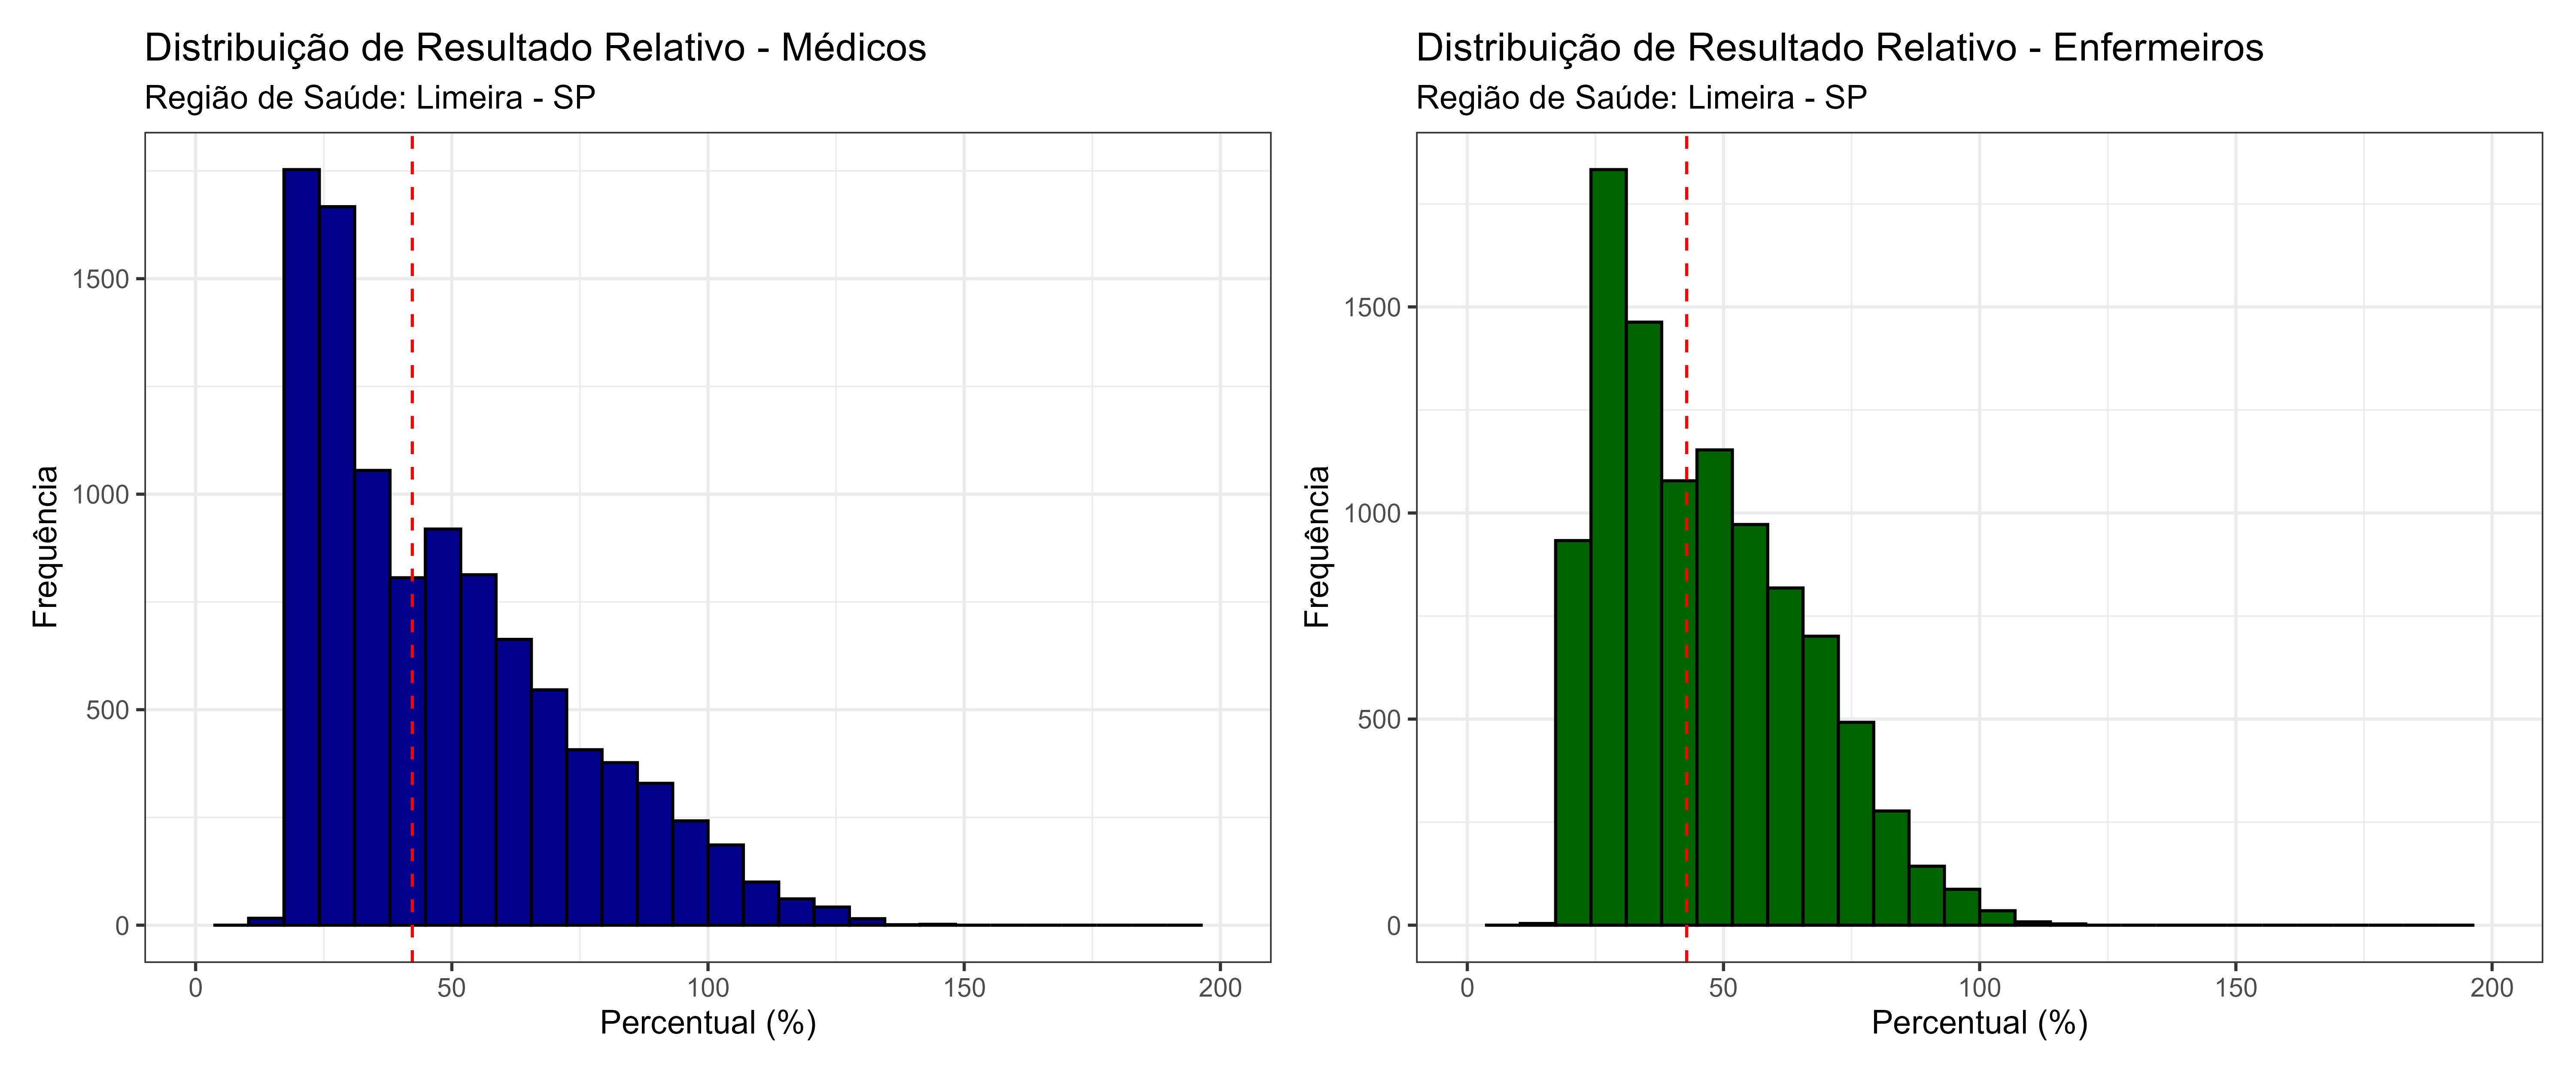 Distribuição de Resultado Relativo - Médicos
Região de Saúde: Limeira - SP
Frequência
1500
1000
500
0
0
50
100
150
200
Percentual (%)
Distribuição de Resultado Relativo - Enfermeiros
Região de Saúde: Limeira - SP
Frequência
1500
1000
500
0
0
50
100
150
200
Percentual (%)